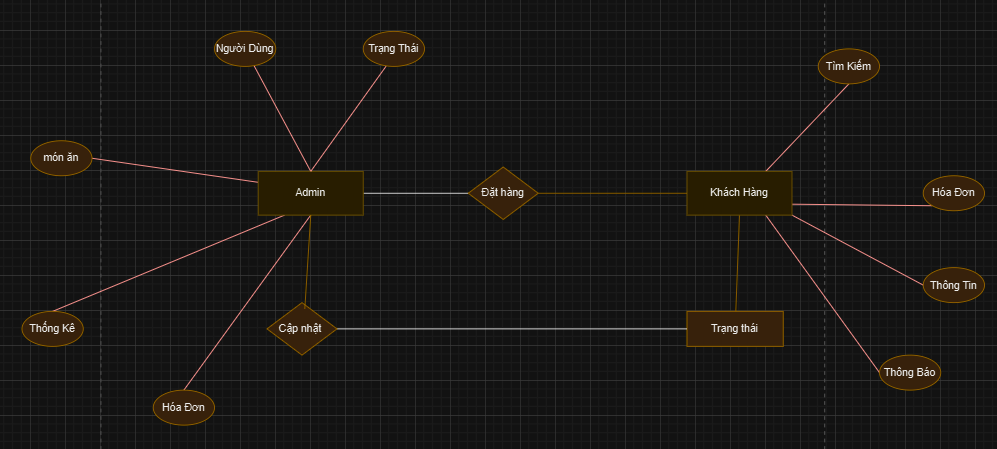 Người Dùng
Trạng Thái
Tìm Kiếm
món ăn
Admin
Đặt hàng
Khách Hàng
Hóa Đơn
Thông Tin
Thống Kê
Cập nhật
Trạng thái
Thông Báo
Hóa Đơn